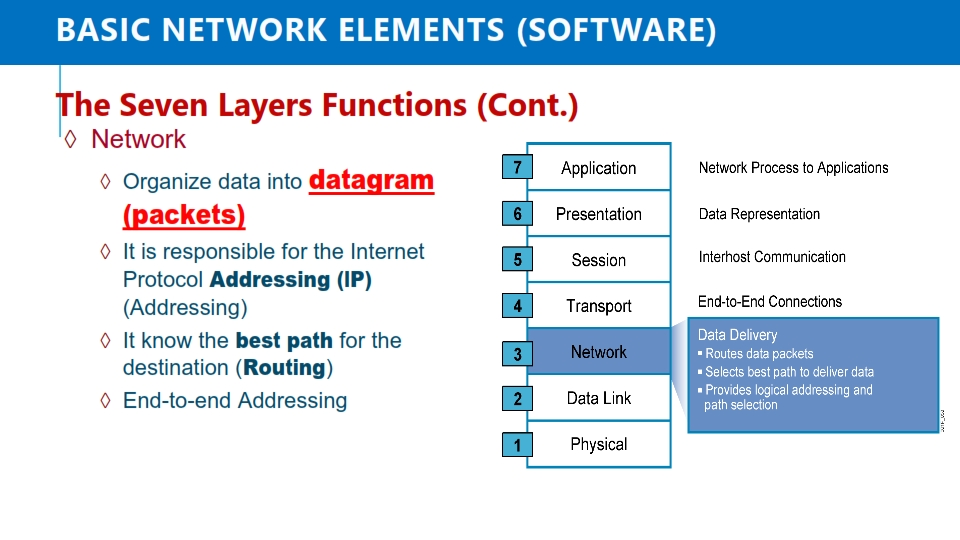 BASIC NETWORK ELEMENTS (SOFTWARE)
The Seven Layers Functions (Cont.)
◊ Network
◊ Organize data into datagram
(packets)
◊ It is responsible for the Internet
Protocol Addressing (IP)
(Addressing)
◊ It know the best path for the
destination (Routing)
◊ End-to-end Addressing
7 Application Network Process to Applications
6 Presentation Data Representation
5 Session Interhost Communication
4 Transport End-to-End Connections
3 Network
Data Delivery
▪ Routes data packets
▪ Selects best path to deliver data
▪ Provides logical addressing and
path selection
2 Data Link
1 Physical